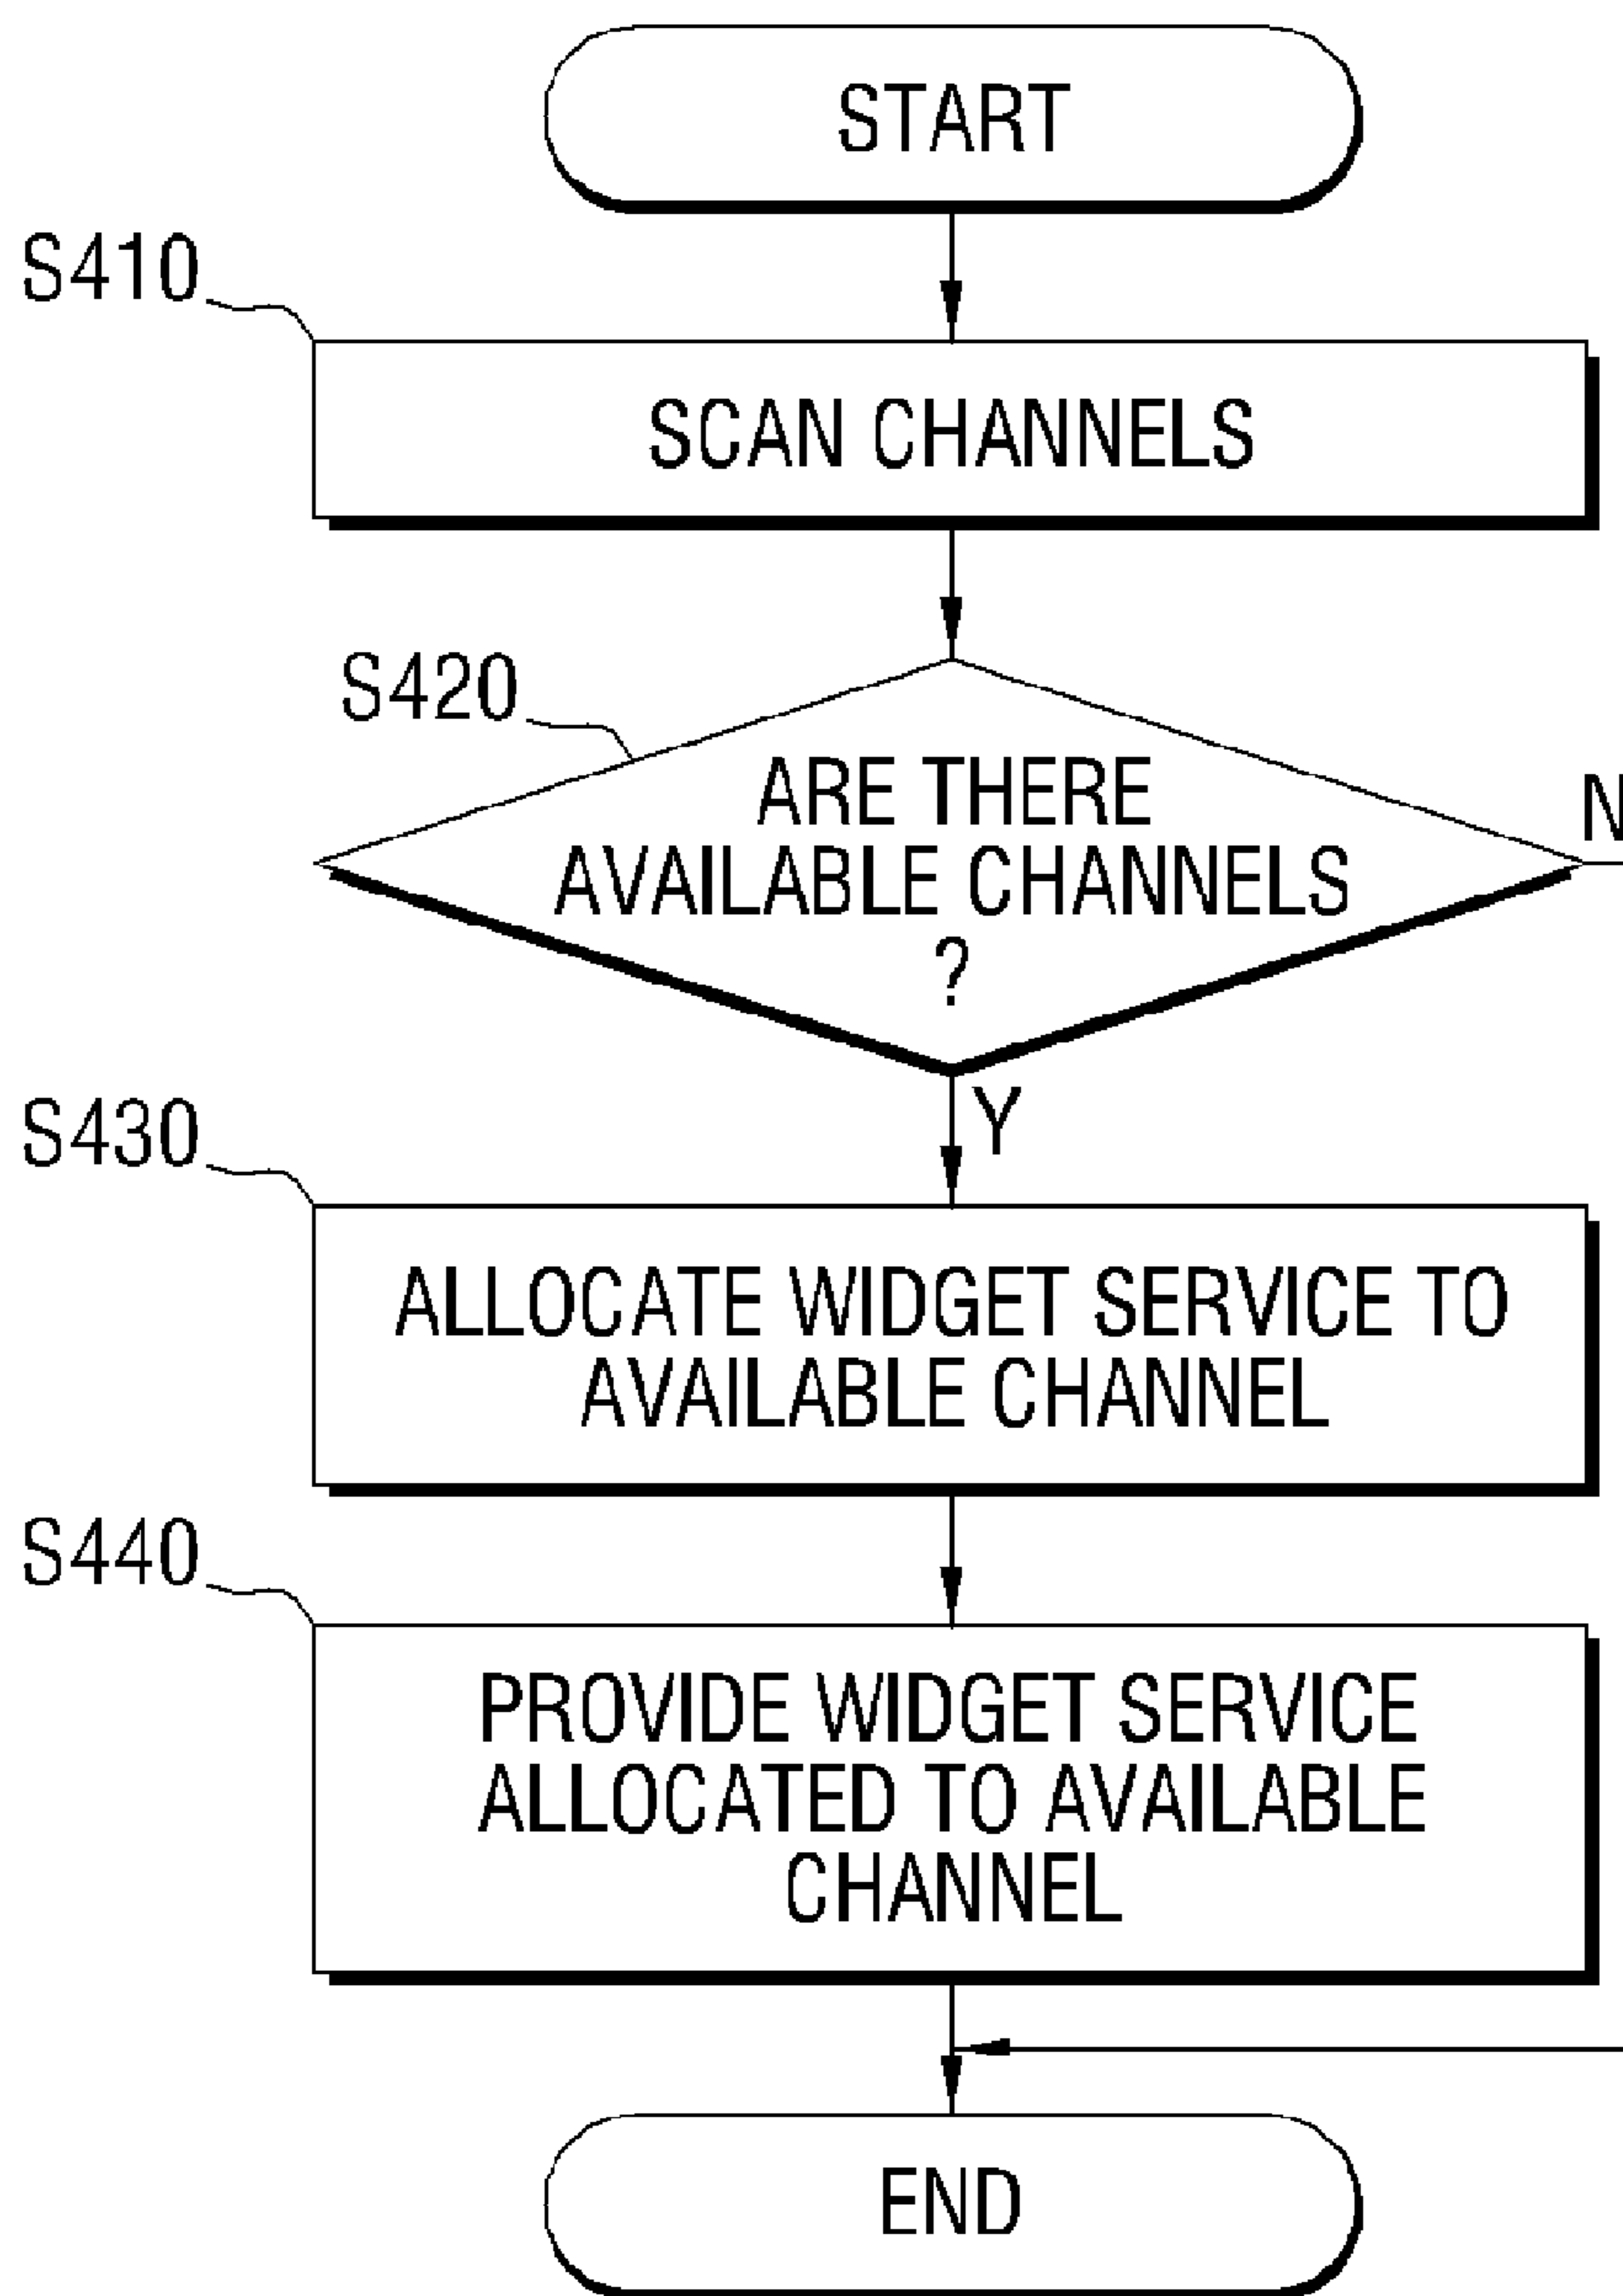 START
S410
SCAN CHANNELS
S420
ARE THERE
AVAILABLE CHANNELS
?
N
Y
S430
ALLOCATE WIDGET SERVICE TO
AVAILABLE CHANNEL
S440
PROVIDE WIDGET SERVICE
ALLOCATED TO AVAILABLE
CHANNEL
END